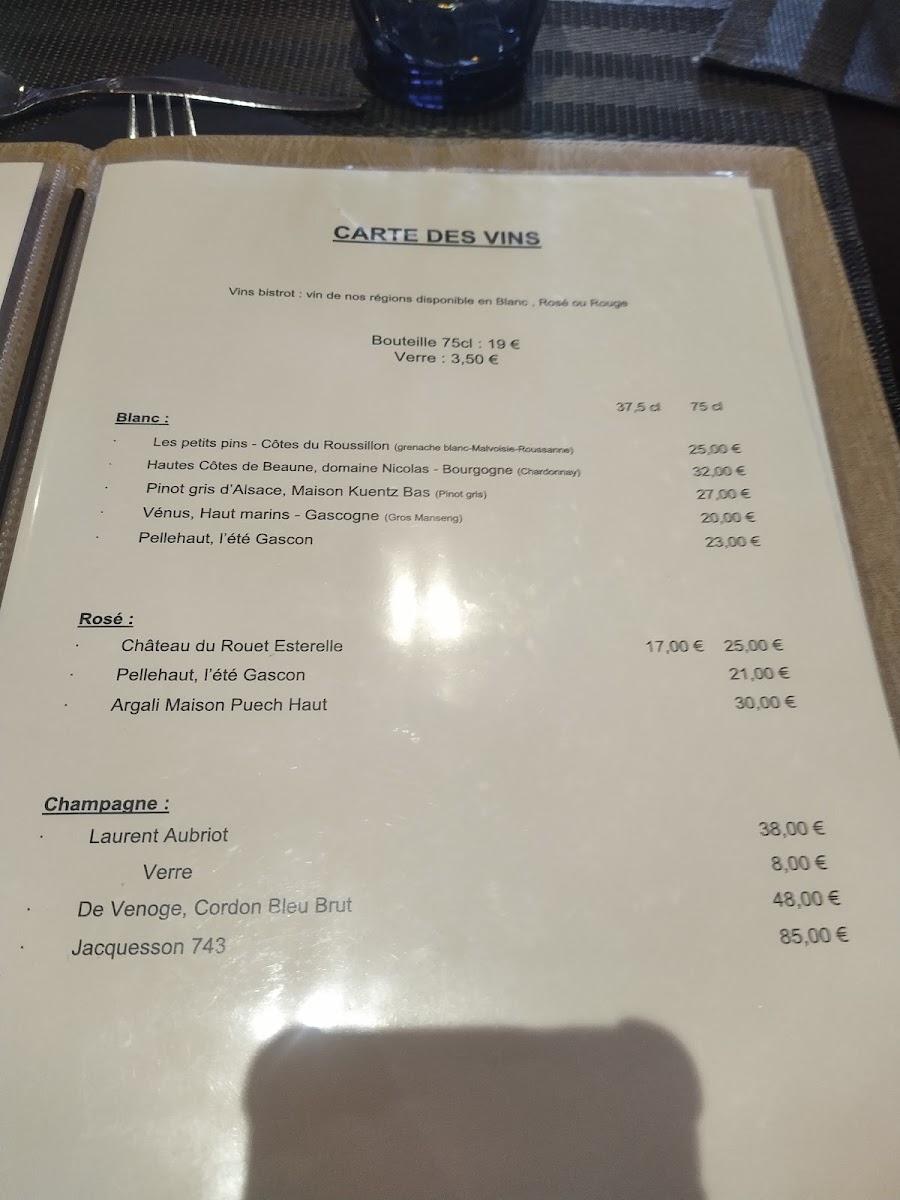 CARTE DES VINS
Vins bistrot : vin de nos régions disponible en Blanc , Rosé ou Rouge
Bouteille 75cl : 19 €
Verre : 3,50 €
37,5 cl 75 cl
Blanc :
· Les petits pins - Côtes du Roussillon (grenache blanc-Malvoisie-Roussanne) 25,00 €
· Hautes Côtes de Beaune, domaine Nicolas - Bourgogne (Chardonnay) 32,00 €
· Pinot gris d'Alsace, Maison Kuentz Bas (Pinot gris) 27,00 €
· Vénus, Haut marins - Gascogne (Gros Manseng) 20,00 €
· Pellehaut, l'été Gascon 23,00 €
Rosé :
· Château du Rouet Esterelle 17,00 € 25,00 €
· Pellehaut, l'été Gascon 21,00 €
· Argali Maison Puech Haut 30,00 €
Champagne :
· Laurent Aubriot 38,00 €
Verre 8,00 €
· De Venoge, Cordon Bleu Brut 48,00 €
· Jacquesson 743 85,00 €